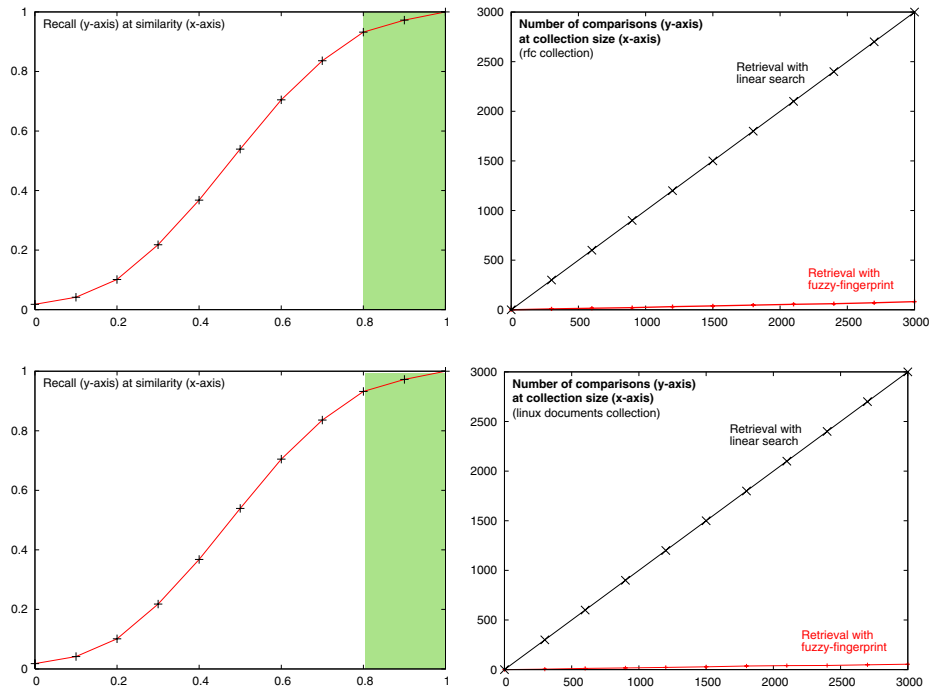 Recall (y-axis) at similarity (x-axis)
1
0.8
0.6
0.4
0.2
0
0 0.2 0.4 0.6 0.8 1
Number of comparisons (y-axis)
at collection size (x-axis)
(rfc collection)
Retrieval with
linear search
Retrieval with
fuzzy-fingerprint
3000
2500
2000
1500
1000
500
0
0 500 1000 1500 2000 2500 3000
Recall (y-axis) at similarity (x-axis)
1
0.8
0.6
0.4
0.2
0
0 0.2 0.4 0.6 0.8 1
Number of comparisons (y-axis)
at collection size (x-axis)
(linux documents collection)
Retrieval with
linear search
Retrieval with
fuzzy-fingerprint
3000
2500
2000
1500
1000
500
0
0 500 1000 1500 2000 2500 3000